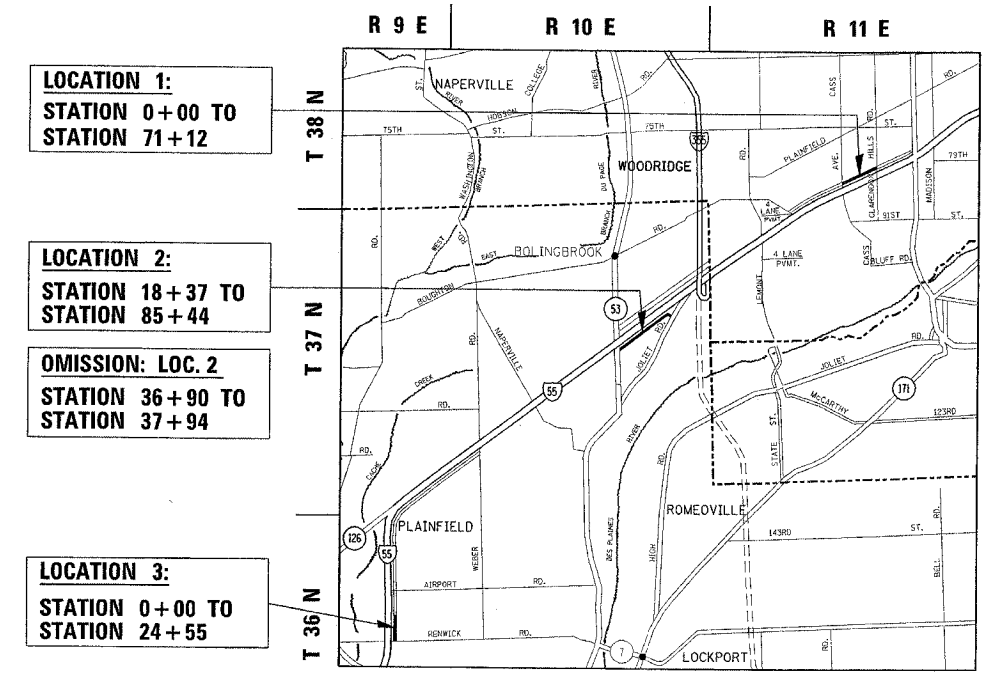 R 9 E
R 10 E
R 11 E
T 38 N
T 37 N
T 36 N
LOCATION 1:
STATION 0+00 TO
STATION 71+12
LOCATION 2:
STATION 18+37 TO
STATION 85+44
OMISSION: LOC. 2
STATION 36+90 TO
STATION 37+94
LOCATION 3:
STATION 0+00 TO
STATION 24+55
NAPERVILLE
ST.
RIVER
COLLEGE
RIVER
RD.
HOBSON
75TH
ST.
75TH
ST.
355
CASS
AVE.
RD.
RD.
HILLS
CLARENDON
PLAINFIELD
RD.
79TH
MADISON
WOODRIDGE
WASHINGTON
BRANCH
DU PAGE
BRANCH
4
LANE
PVMT.
91ST
ST.
CASS
BLUFF RD.
4 LANE
PVMT.
LEMONT
RD.
WEST
RD.
EAST
BOLINGBROOK
RD.
BOUGHTON
53
RD.
NAPERVILLE
JOLIET
RD.
55
CREEK
RD.
RD.
CACHE
RIVER
RD.
JOLIET
RD.
171
McCARTHY
123RD
STATE
ST.
126
PLAINFIELD
55
ROMEOVILLE
DES PLAINES
HIGH
143RD
ST.
RD.
BELL
WEBER
AIRPORT
RD.
RENWICK
RD.
7
LOCKPORT
RD.